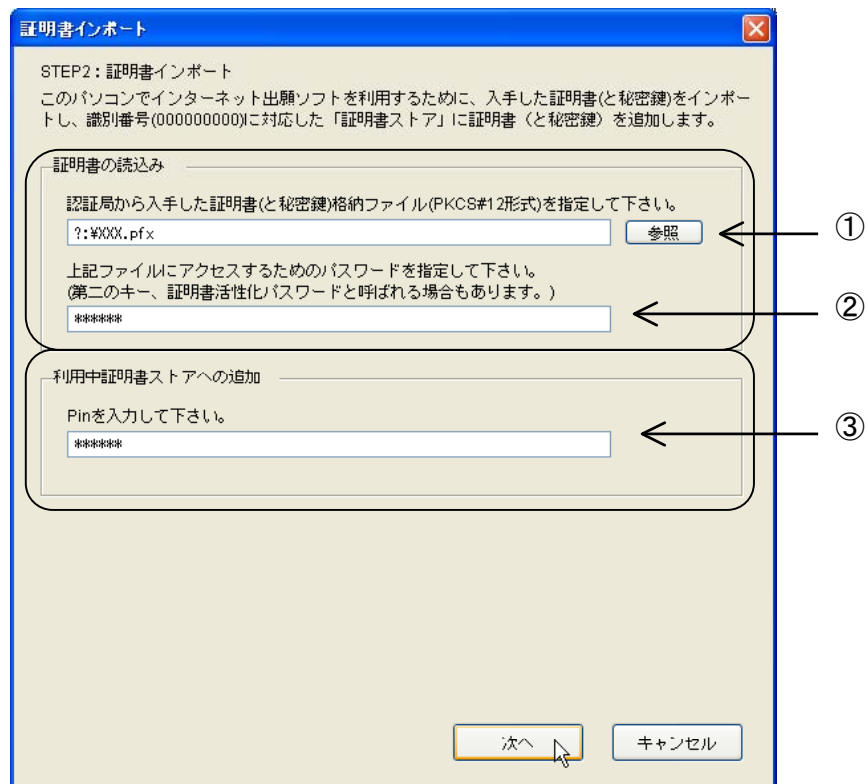 証明書インポート
STEP2：証明書インポート
このパソコンでインターネット出願ソフトを利用するために、入手した証明書(と秘密鍵)をインポー
トし、識別番号(000000000)に対応した「証明書ストア」に証明書（と秘密鍵）を追加します。
証明書の読込み
認証局から入手した証明書(と秘密鍵)格納ファイル(PKCS#12形式)を指定して下さい。
?:¥XXX.pfx
参照
①
上記ファイルにアクセスするためのパスワードを指定して下さい。
(第二のキー、証明書活性化パスワードと呼ばれる場合もあります。)
******
②
利用中証明書ストアへの追加
Pinを入力して下さい。
******
③
次へ
キャンセル